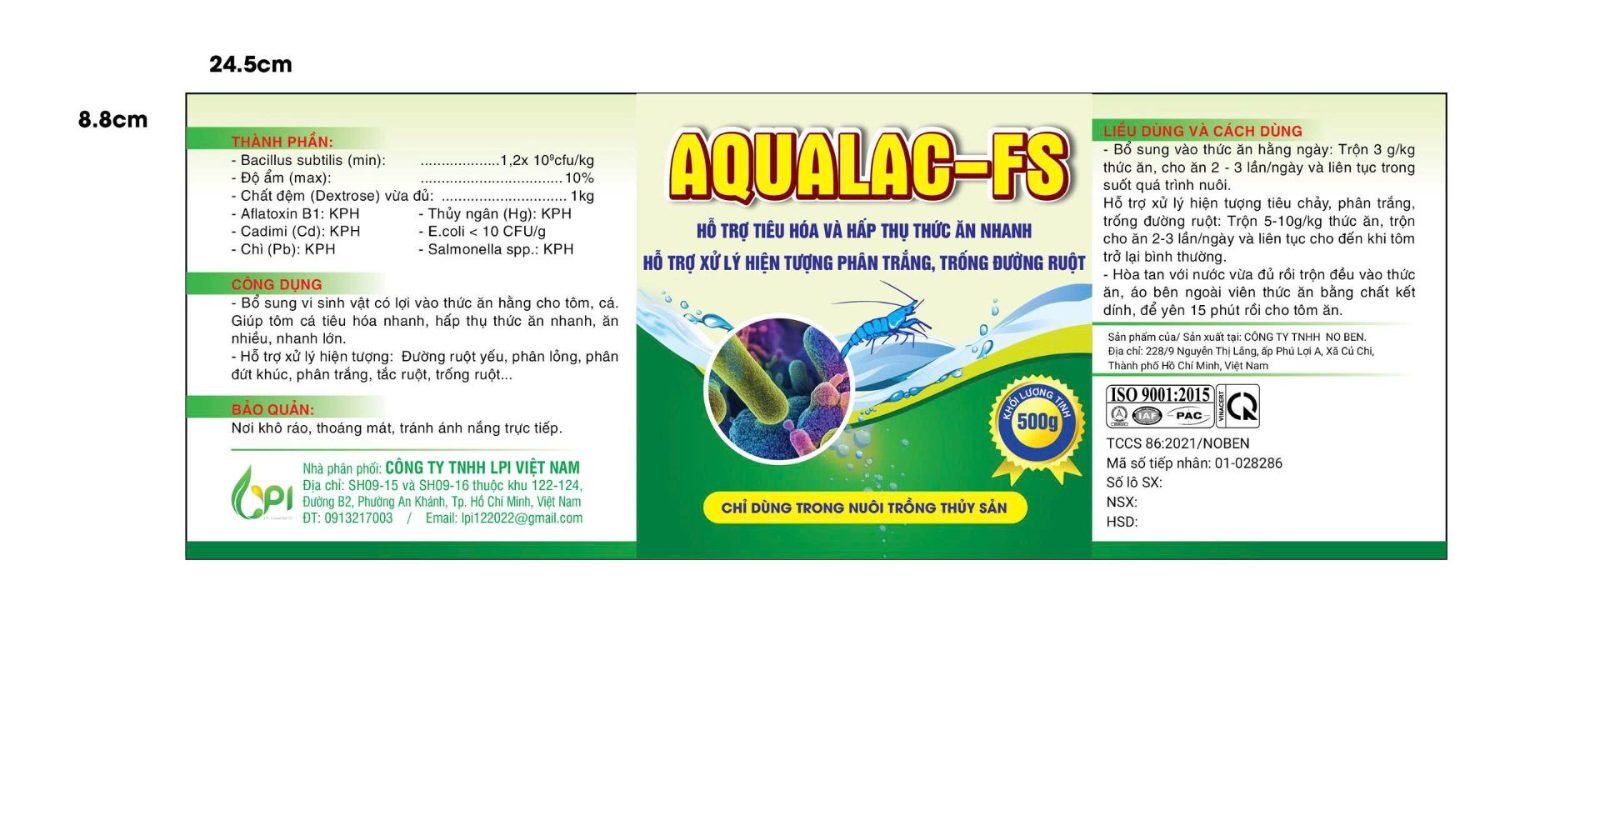 24.5cm
8.8cm
THÀNH PHẦN:
- Bacillus subtilis (min): ...................1,2x 10⁹cfu/kg
- Độ ẩm (max): ..................................10%
- Chất đệm (Dextrose) vừa đủ: .............................. 1kg
- Aflatoxin B1: KPH - Thủy ngân (Hg): KPH
- Cadimi (Cd): KPH - E.coli < 10 CFU/g
- Chì (Pb): KPH - Salmonella spp.: KPH
CÔNG DỤNG
- Bổ sung vi sinh vật có lợi vào thức ăn hằng cho tôm, cá.
Giúp tôm cá tiêu hóa nhanh, hấp thụ thức ăn nhanh, ăn
nhiều, nhanh lớn.
- Hỗ trợ xử lý hiện tượng: Đường ruột yếu, phân lỏng, phân
đứt khúc, phân trắng, tắc ruột, trống ruột...
BẢO QUẢN:
Nơi khô ráo, thoáng mát, tránh ánh nắng trực tiếp.
LPI
Nhà phân phối: CÔNG TY TNHH LPI VIỆT NAM
Địa chỉ: SH09-15 và SH09-16 thuộc khu 122-124,
Đường B2, Phường An Khánh, Tp. Hồ Chí Minh, Việt Nam
ĐT: 0913217003 / Email: lpi122022@gmail.com
AQUALAC-FS
HỖ TRỢ TIÊU HÓA VÀ HẤP THỤ THỨC ĂN NHANH
HỖ TRỢ XỬ LÝ HIỆN TƯỢNG PHÂN TRẮNG, TRỐNG ĐƯỜNG RUỘT
KHỐI LƯỢNG TỊNH
500g
CHỈ DÙNG TRONG NUÔI TRỒNG THỦY SẢN
LIỀU DÙNG VÀ CÁCH DÙNG
- Bổ sung vào thức ăn hằng ngày: Trộn 3 g/kg
thức ăn, cho ăn 2 - 3 lần/ngày và liên tục trong
suốt quá trình nuôi.
Hỗ trợ xử lý hiện tượng tiêu chảy, phân trắng,
trống đường ruột: Trộn 5-10g/kg thức ăn, trộn
cho ăn 2-3 lần/ngày và liên tục cho đến khi tôm
trở lại bình thường.
- Hòa tan với nước vừa đủ rồi trộn đều vào thức
ăn, áo bên ngoài viên thức ăn bằng chất kết
dính, để yên 15 phút rồi cho tôm ăn.
Sản phẩm của/ Sản xuất tại: CÔNG TY TNHH NO BEN.
Địa chỉ: 228/9 Nguyễn Thị Lắng, ấp Phú Lợi A, Xã Củ Chi,
Thành phố Hồ Chí Minh, Việt Nam
ISO 9001:2015
IAF PAC
VINACERT
TCCS 86:2021/NOBEN
Mã số tiếp nhận: 01-028286
Số lô SX:
NSX:
HSD: